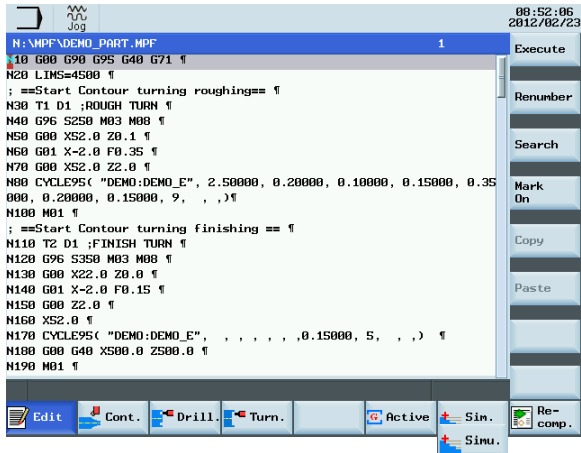 Jog
08:52:06
2012/02/23
N:\MPF\DEMO_PART.MPF 1
N10 G00 G90 G95 G40 G71 ¶
N20 LIMS=4500 ¶
; ==Start Contour turning roughing== ¶
N30 T1 D1 ;ROUGH TURN ¶
N40 G96 S250 M03 M08 ¶
N50 G00 X52.0 Z0.1 ¶
N60 G01 X-2.0 F0.35 ¶
N70 G00 X52.0 Z2.0 ¶
N80 CYCLE95( "DEMO:DEMO_E", 2.50000, 0.20000, 0.10000, 0.15000, 0.35
000, 0.20000, 0.15000, 9, , ,)¶
N100 M01 ¶
; ==Start Contour turning finishing == ¶
N110 T2 D1 ;FINISH TURN ¶
N120 G96 S350 M03 M08 ¶
N130 G00 X22.0 Z0.0 ¶
N140 G01 X-2.0 F0.15 ¶
N150 G00 Z2.0 ¶
N160 X52.0 ¶
N170 CYCLE95( "DEMO:DEMO_E", , , , , , ,0.15000, 5, , ,) ¶
N180 G00 G40 X500.0 Z500.0 ¶
N190 M01 ¶
Execute
Renumber
Search
Mark
On
Copy
Paste
Edit
Cont.
Drill.
Turn.
G Active
Sim.
Re-
comp.
Simu.